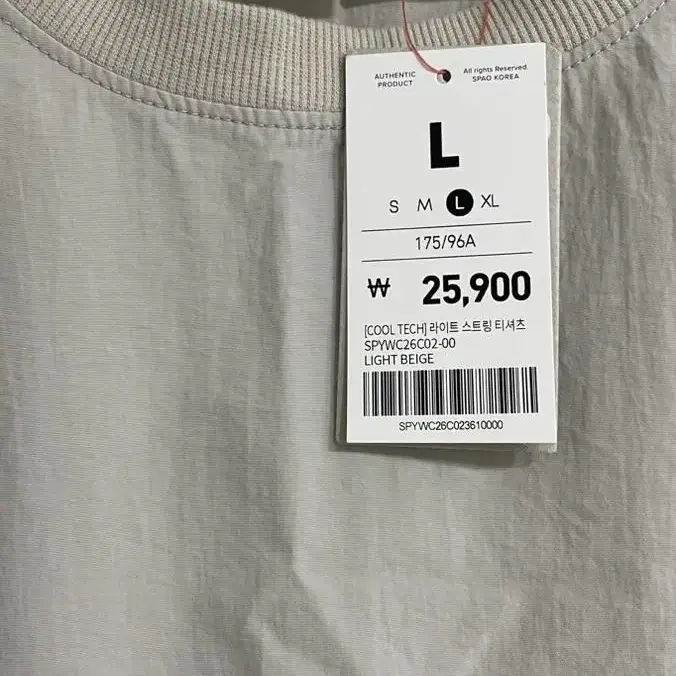 AUTHENTIC
PRODUCT
All rights Reserved.
SPAO KOREA
L
S M L XL
175/96A
₩ 25,900
[COOL TECH] 라이트 스트링 티셔츠
SPYWC26C02-00
LIGHT BEIGE
SPYWC26C023610000